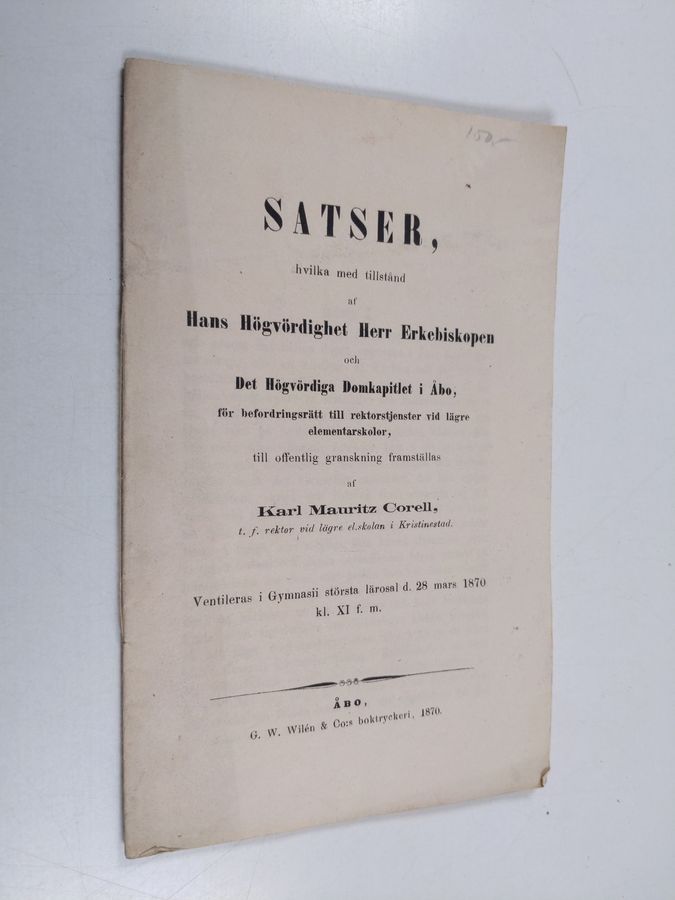 150,-
SATSER,
hvilka med tillstånd
af
Hans Högvördighet Herr Erkebiskopen
och
Det Högvördiga Domkapitlet i Åbo,
för befordringsrätt till rektorstjenster vid lägre
elementarskolor,
till offentlig granskning framställas
af
Karl Mauritz Corell,
t. f. rektor vid lägre el.skolan i Kristinestad.
Ventileras i Gymnasii största lärosal d. 28 mars 1870
kl. XI f. m.
ÅBO,
G. W. Wilén & Co:s boktryckeri, 1870.